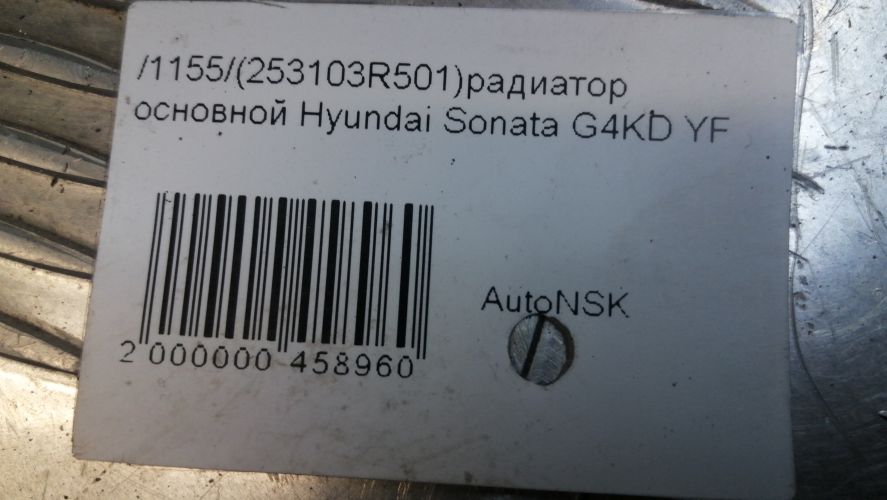 /1155/(253103R501)радиатор
основной Hyundai Sonata G4KD YF
AutoNSK
2 000000 458960